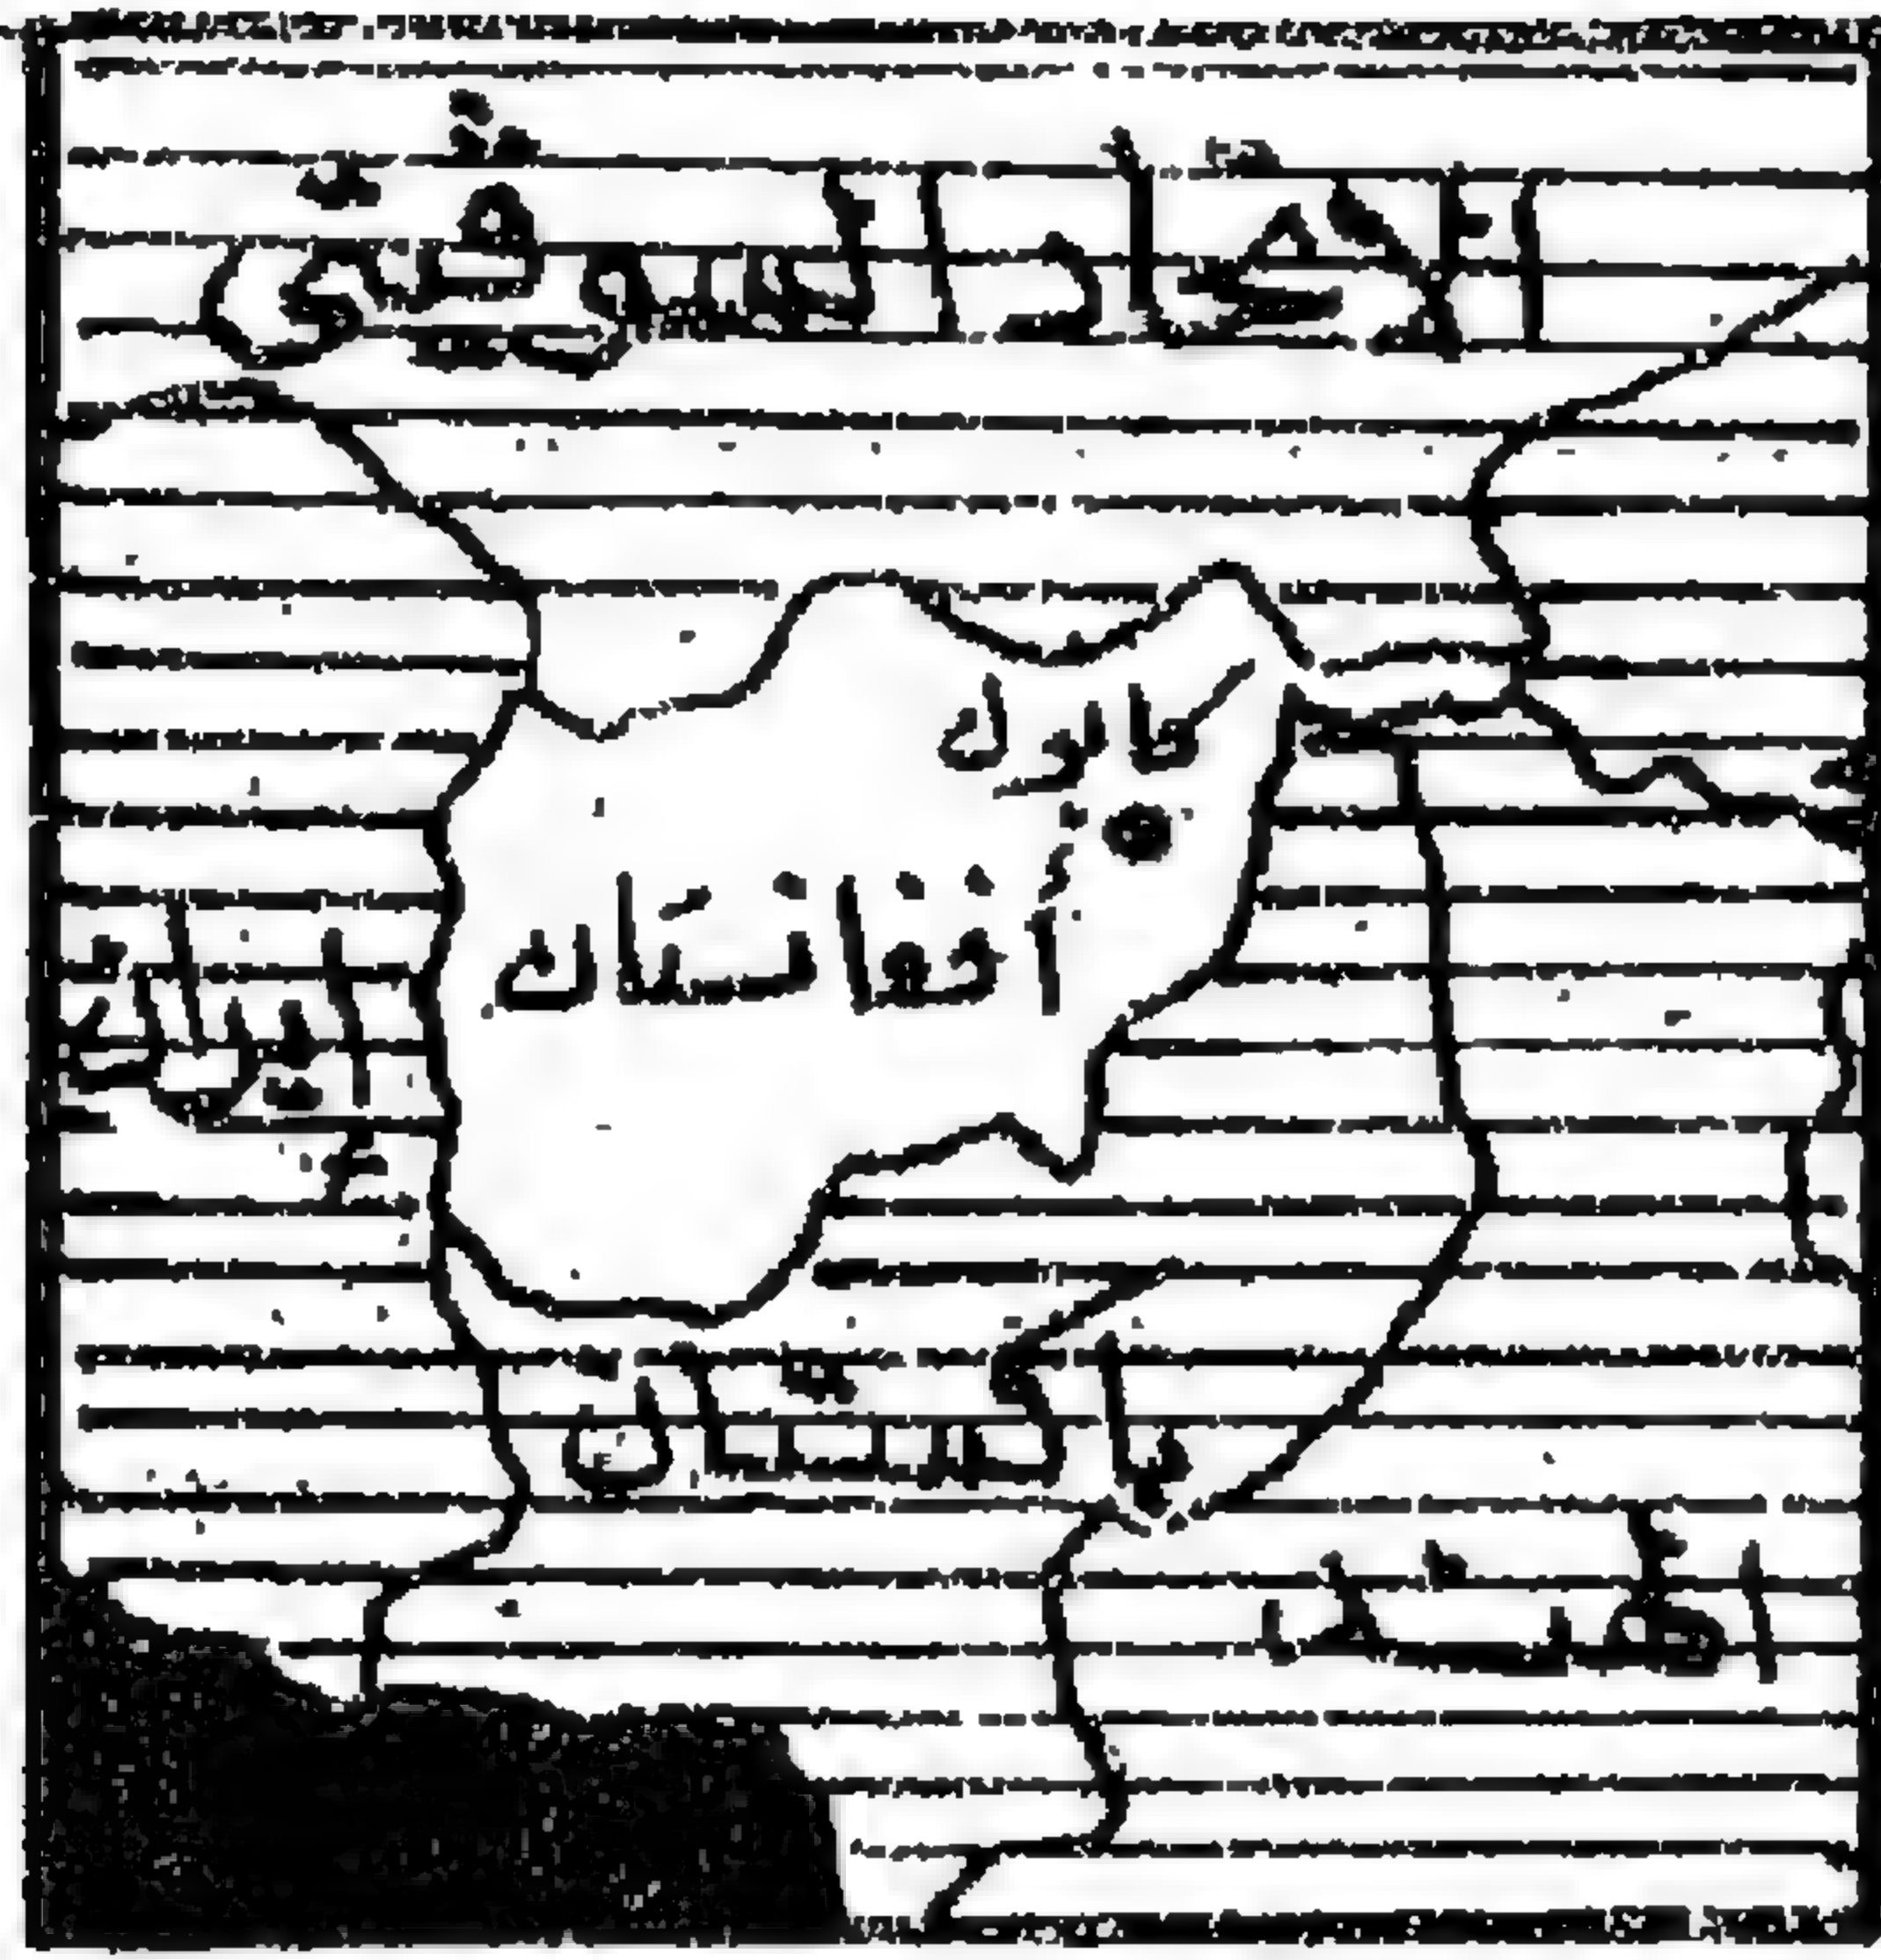 الاتحاد السوفيتي
كابول
أفغانستان
ايران
باكستان
الهند